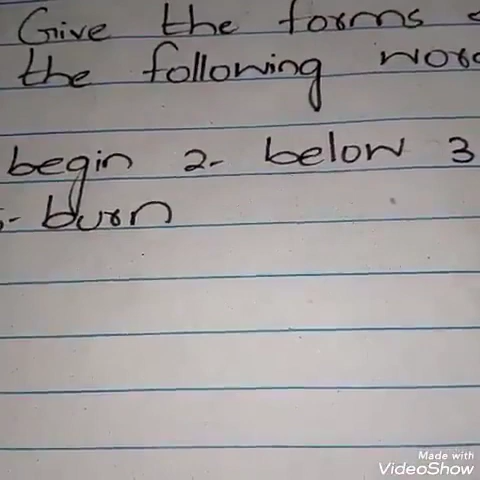 Give the forms
the following
begin 2- below 3
- burn
Made with
VideoShow